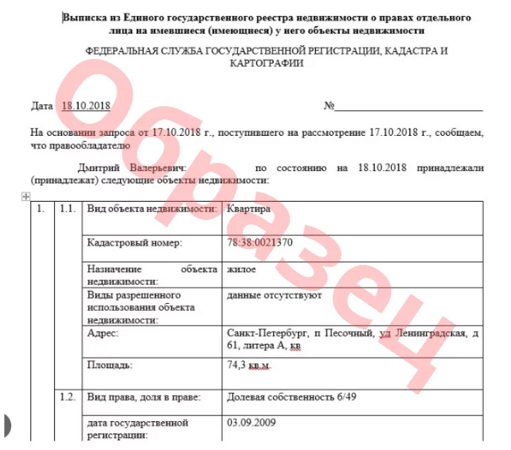 Выписка из Единого государственного реестра недвижимости о правах отдельного
лица на имевшиеся (имеющиеся) у него объекты недвижимости
ФЕДЕРАЛЬНАЯ СЛУЖБА ГОСУДАРСТВЕННОЙ РЕГИСТРАЦИИ, КАДАСТРА И
КАРТОГРАФИИ
Дата 18.10.2018 №
На основании запроса от 17.10.2018 г., поступившего на рассмотрение 17.10.2018 г., сообщаем,
что правообладателю
Дмитрий Валерьевич: по состоянию на 18.10.2018 принадлежали
(принадлежат) следующие объекты недвижимости:
1. 1.1. Вид объекта недвижимости: Квартира
Кадастровый номер: 78:38:0021370
Назначение объекта жилое
недвижимости:
Виды разрешенного данные отсутствуют
использования объекта
недвижимости:
Адрес: Санкт-Петербург, п Песочный, уд Ленинградская, д
61, литера А, кв
Площадь: 74,3 кв.м.
1.2. Вид права, доля в праве: Долевая собственность 6/49
дата государственной 03.09.2009
регистрации:
Образец